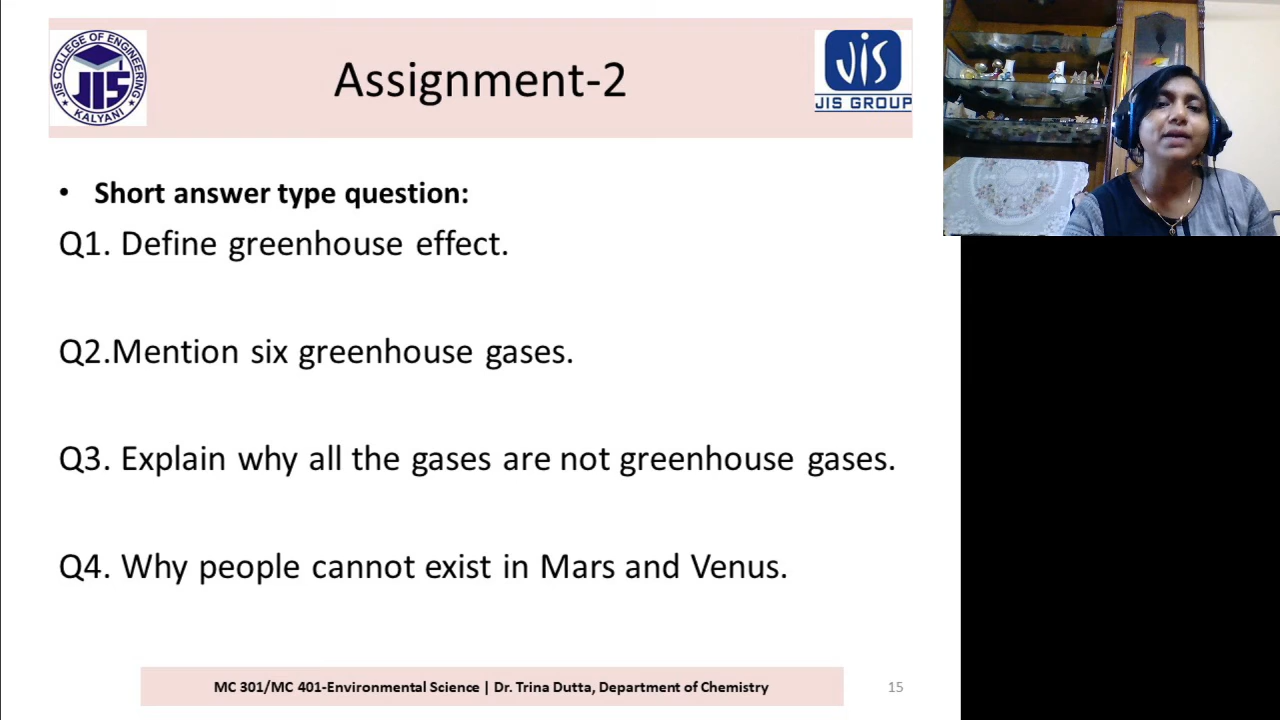 JIS COLLEGE OF ENGINEERING
JIS
KALYANI
Assignment-2
JIS
JIS GROUP
• Short answer type question:
Q1. Define greenhouse effect.
Q2.Mention six greenhouse gases.
Q3. Explain why all the gases are not greenhouse gases.
Q4. Why people cannot exist in Mars and Venus.
MC 301/MC 401-Environmental Science | Dr. Trina Dutta, Department of Chemistry
15